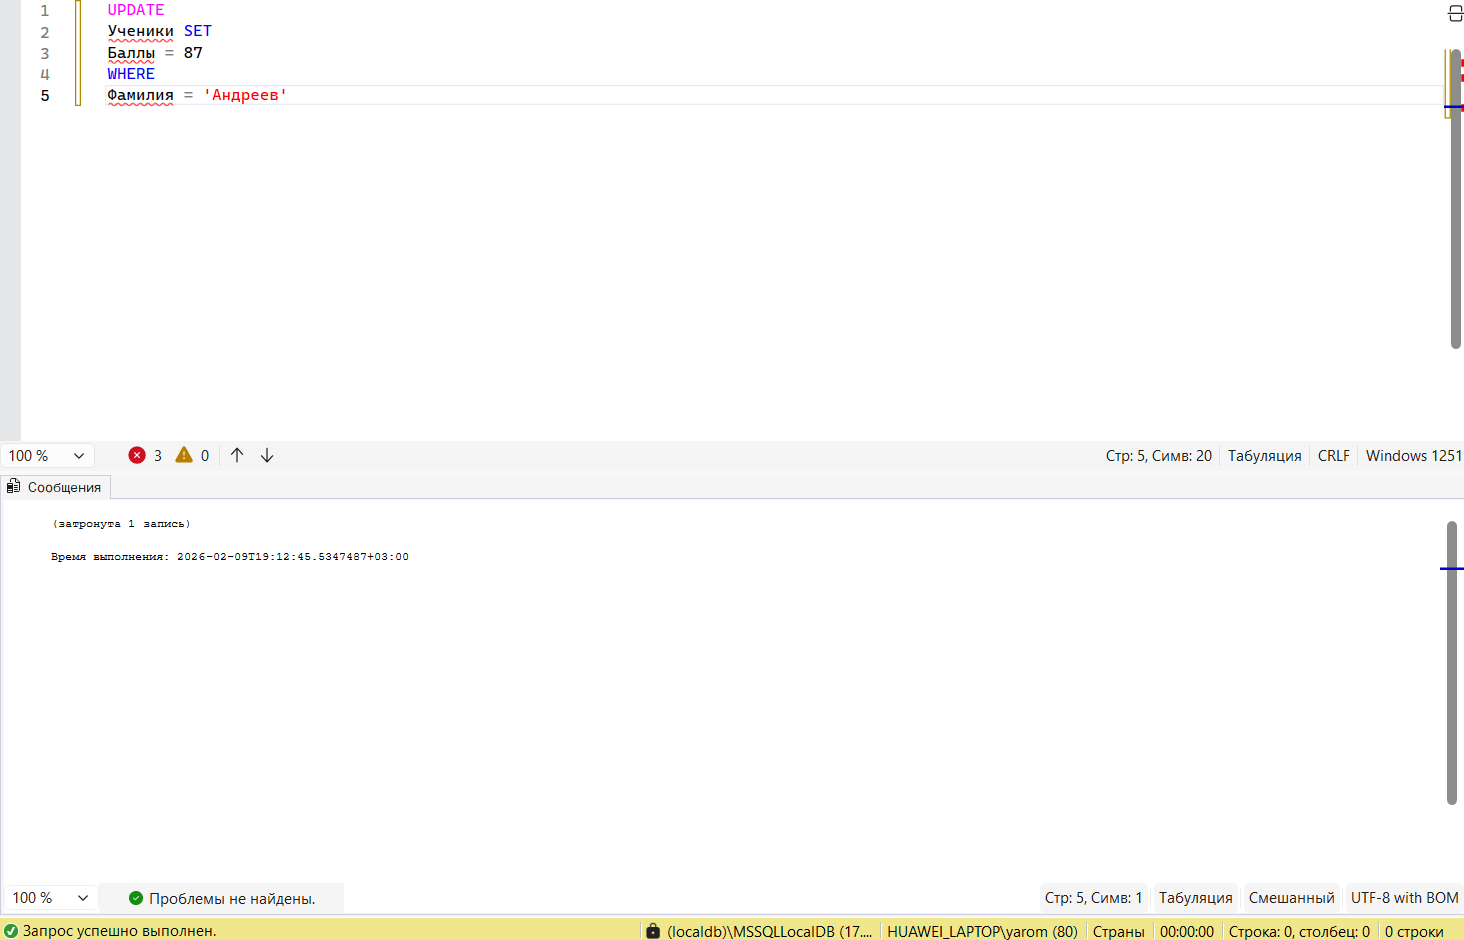 1 UPDATE
2 Ученики SET
3 Баллы = 87
4 WHERE
5 Фамилия = 'Андреев'
100 % 3 0 Стр: 5, Симв: 20 Табуляция CRLF Windows 1251
Сообщения
(затронута 1 запись)
Время выполнения: 2026-02-09T19:12:45.5347487+03:00
100 % Проблемы не найдены. Стр: 5, Симв: 1 Табуляция Смешанный UTF-8 with BOM
Запрос успешно выполнен. (localdb)\MSSQLLocalDB (17.... HUAWEI_LAPTOP\yarom (80) Страны 00:00:00 Строка: 0, столбец: 0 0 строки